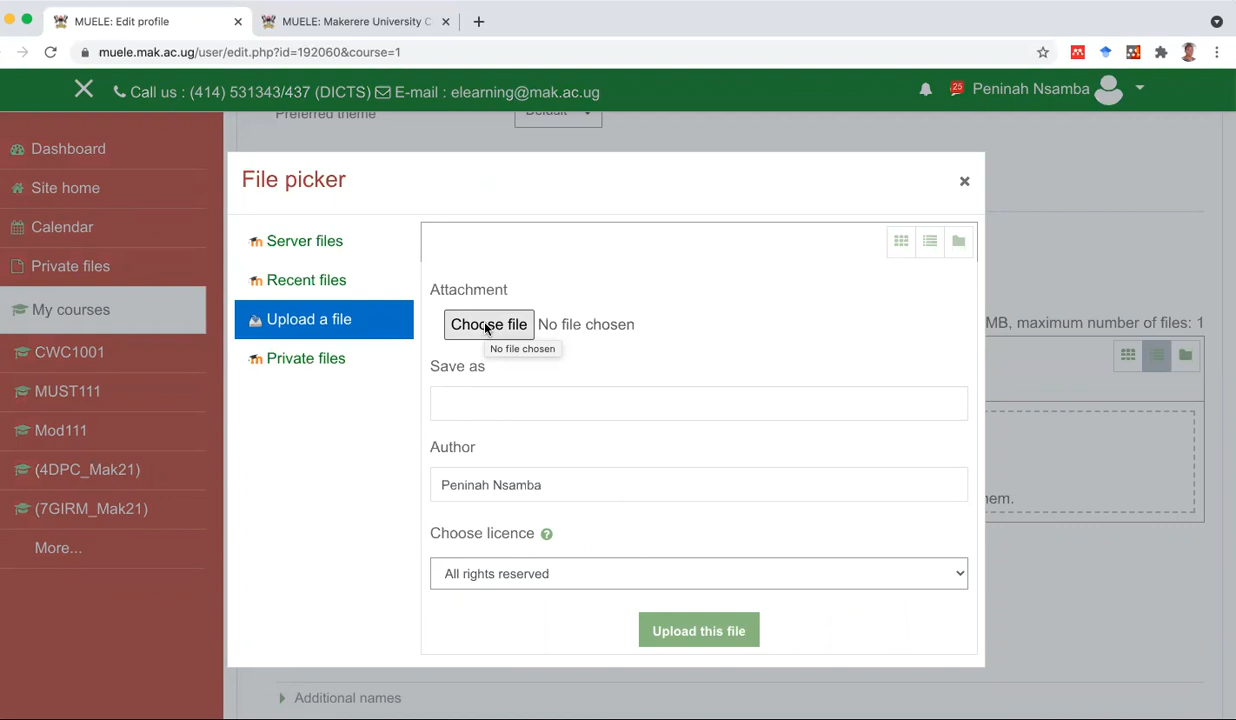 MUELE: Edit profile
MUELE: Makerere University C
muele.mak.ac.ug/user/edit.php?id=192060&course=1
Call us : (414) 531343/437 (DICTS) E-mail : elearning@mak.ac.ug
25
Peninah Nsamba
Preferred theme
Default
Dashboard
Site home
Calendar
Private files
My courses
CWC1001
MUST111
Mod111
(4DPC_Mak21)
(7GIRM_Mak21)
More...
File picker
Server files
Recent files
Upload a file
Private files
Attachment
Choose file No file chosen
No file chosen
Save as
Author
Peninah Nsamba
Choose licence
All rights reserved
Upload this file
MB, maximum number of files: 1
hem.
Additional names